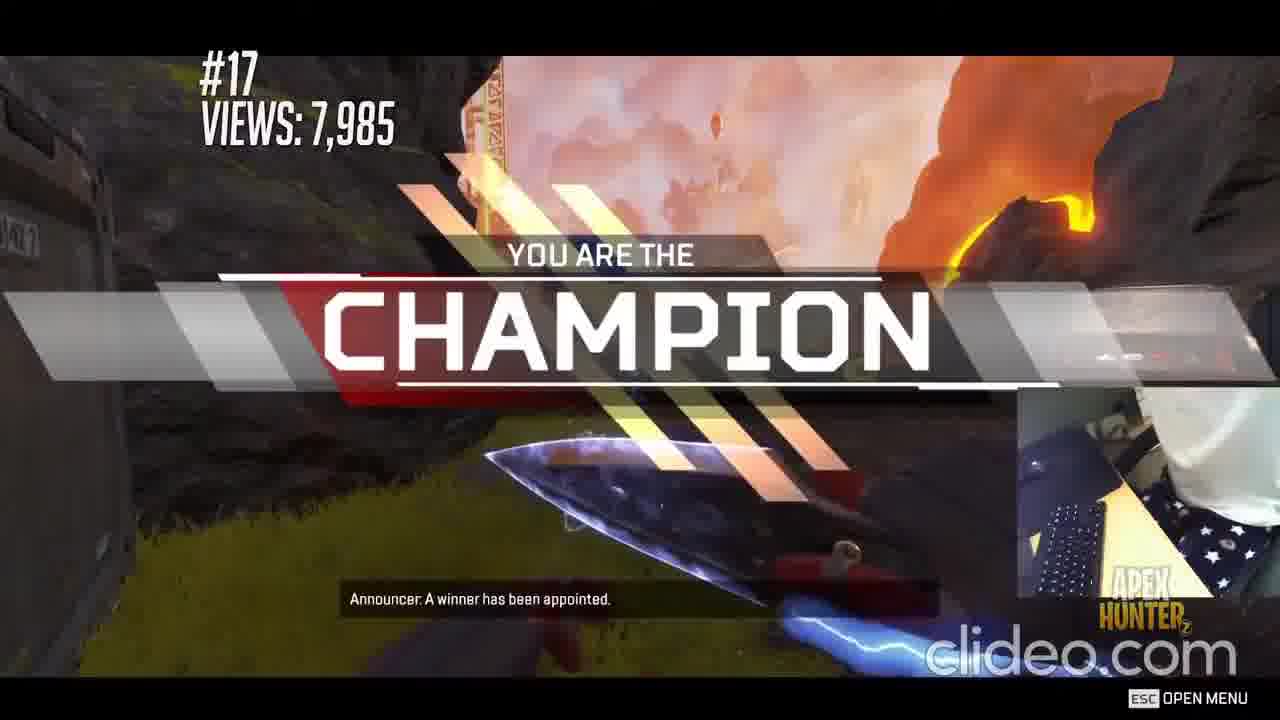 #17
VIEWS: 7,985
YOU ARE THE
CHAMPION
Announcer: A winner has been appointed.
APEX
HUNTERZ
clideo.com
ESC OPEN MENU